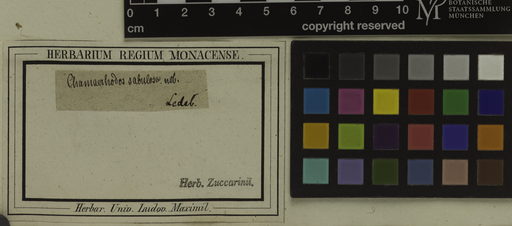 0 1 2 3 4 5 6 7 8 9 10
cm
copyright reserved
BOTANISCHE
STAATSSAMMLUNG
MÜNCHEN
HERBARIUM REGIUM MONACENSE.
Chamaerhodos sabulosa nob.
Ledeb.
Herb. Zuccarinii.
Herbar. Univ. Ludov. Maximil.